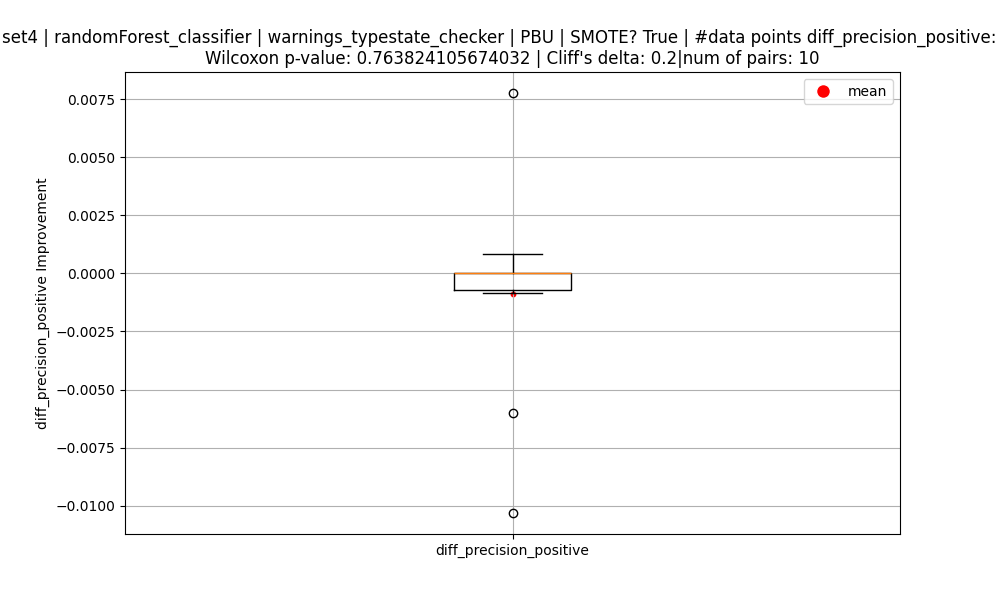 set4 | randomForest_classifier | warnings_typestate_checker | PBU | SMOTE? True | #data points diff_precision_positive:
Wilcoxon p-value: 0.763824105674032 | Cliff's delta: 0.2|num of pairs: 10
mean
0.0075
0.0050
0.0025
0.0000
−0.0025
−0.0050
−0.0075
−0.0100
diff_precision_positive Improvement
diff_precision_positive